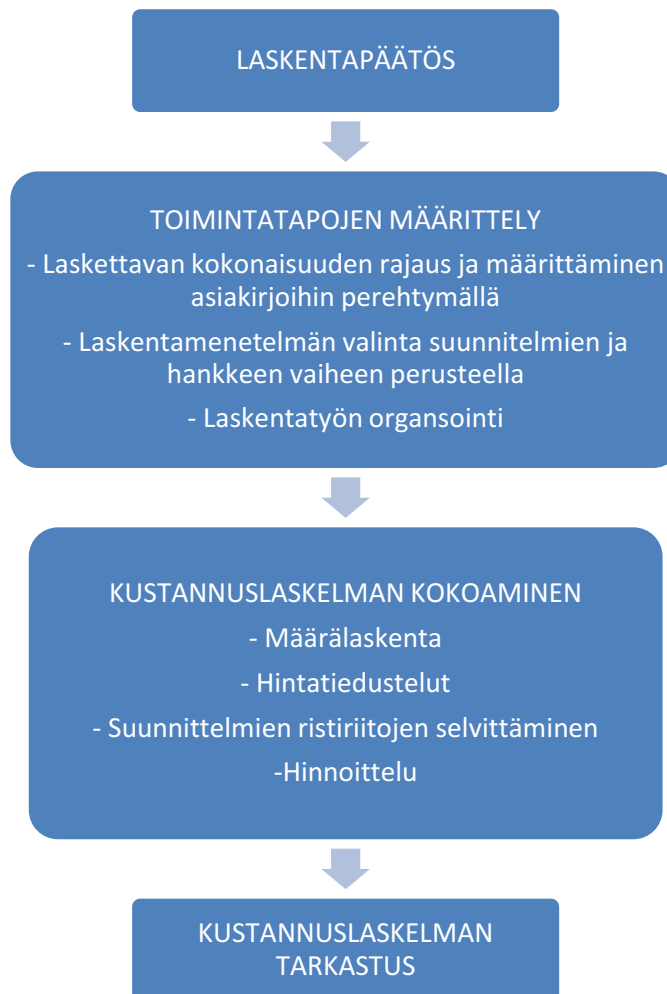 LASKENTAPÄÄTÖS
TOIMINTATAPOJEN MÄÄRITTELY
- Laskettavan kokonaisuuden rajaus ja määrittäminen
asiakirjoihin perehtymällä
- Laskentamenetelmän valinta suunnitelmien ja
hankkeen vaiheen perusteella
- Laskentatyön organsointi
KUSTANNUSLASKELMAN KOKOAMINEN
- Määrälaskenta
- Hintatiedustelut
- Suunnittelmien ristiriitojen selvittäminen
-Hinnoittelu
KUSTANNUSLASKELMAN
TARKASTUS